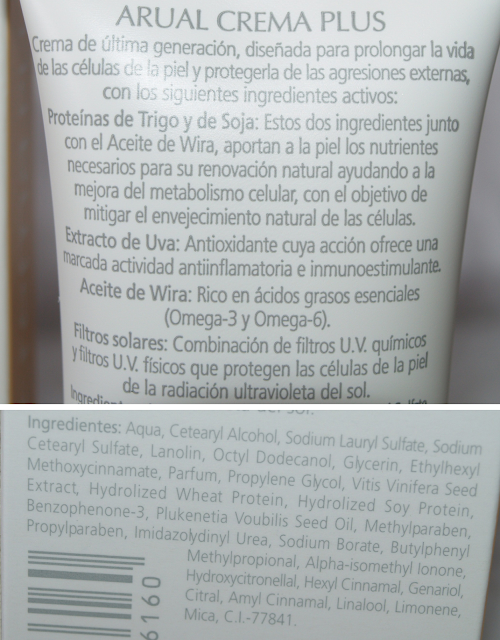 ARUAL CREMA PLUS
Crema de última generación, diseñada para prolongar la vida
de las células de la piel y protegerla de las agresiones externas,
con los siguientes ingredientes activos:
Proteínas de Trigo y de Soja: Estos dos ingredientes junto
con el Aceite de Wira, aportan a la piel los nutrientes
necesarios para su renovación natural ayudando a la
mejora del metabolismo celular, con el objetivo de
mitigar el envejecimiento natural de las células.
Extracto de Uva: Antioxidante cuya acción ofrece una
marcada actividad antiinflamatoria e inmunoestimulante.
Aceite de Wira: Rico en ácidos grasos esenciales
(Omega-3 y Omega-6).
Filtros solares: Combinación de filtros U.V. químicos
y filtros U.V. físicos que protegen las células de la piel
de la radiación ultravioleta del sol.
Ingredientes: Aqua, Cetearyl Alcohol, Sodium Lauryl Sulfate, Sodium
Cetearyl Sulfate, Lanolin, Octyl Dodecanol, Glycerin, Ethylhexyl
Methoxycinnamate, Parfum, Propylene Glycol, Vitis Vinifera Seed
Extract, Hydrolized Wheat Protein, Hydrolized Soy Protein,
Benzophenone-3, Plukenetia Voubilis Seed Oil, Methylparaben,
Propylparaben, Imidazolydinyl Urea, Sodium Borate, Butylphenyl
Methylpropional, Alpha-isomethyl Ionone,
Hydroxycitronellal, Hexyl Cinnamal, Genariol,
Citral, Amyl Cinnamal, Linalool, Limonene,
Mica, C.I.-77841.
6160